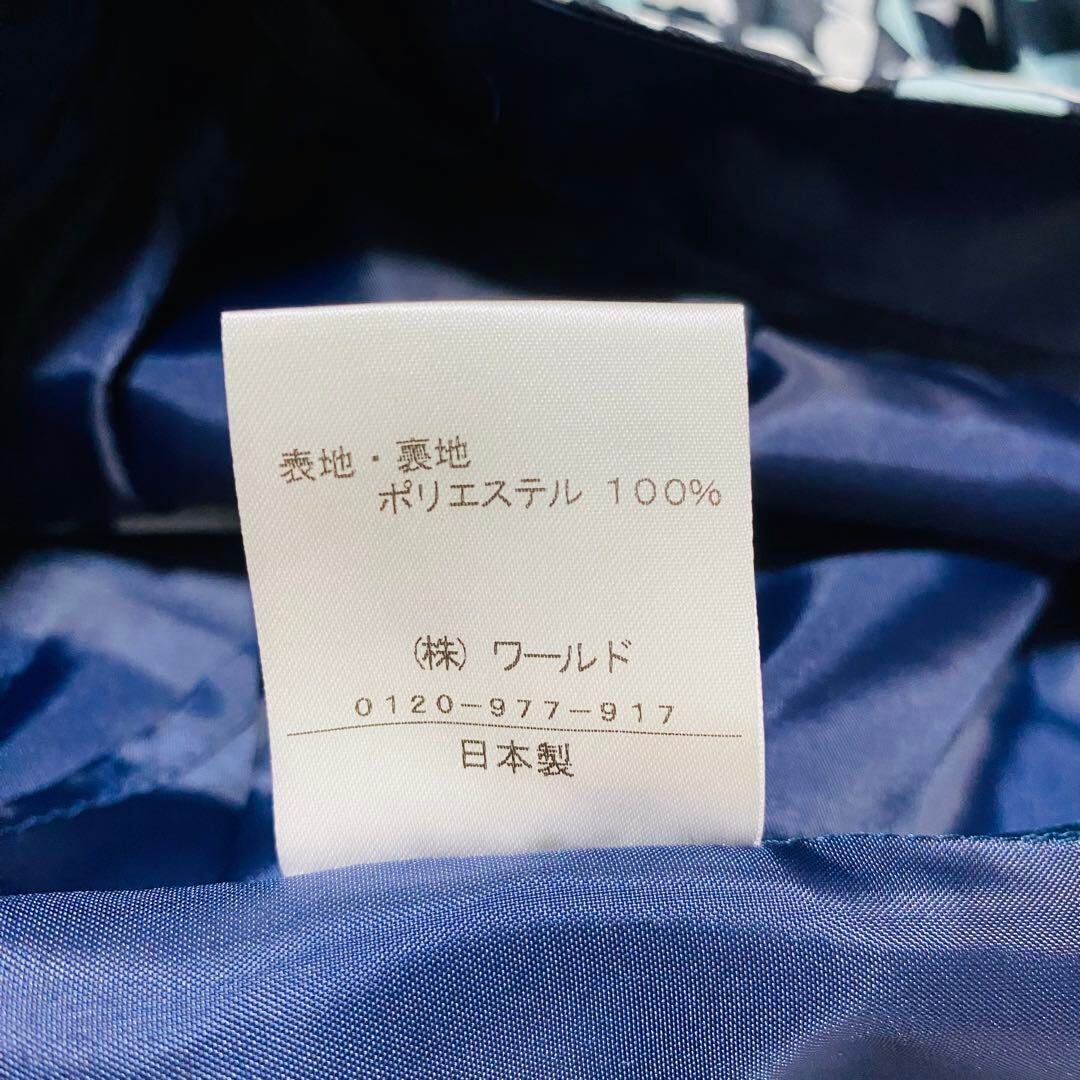 表地・裏地
ポリエステル 100%
(株) ワールド
0120-977-917
日本製